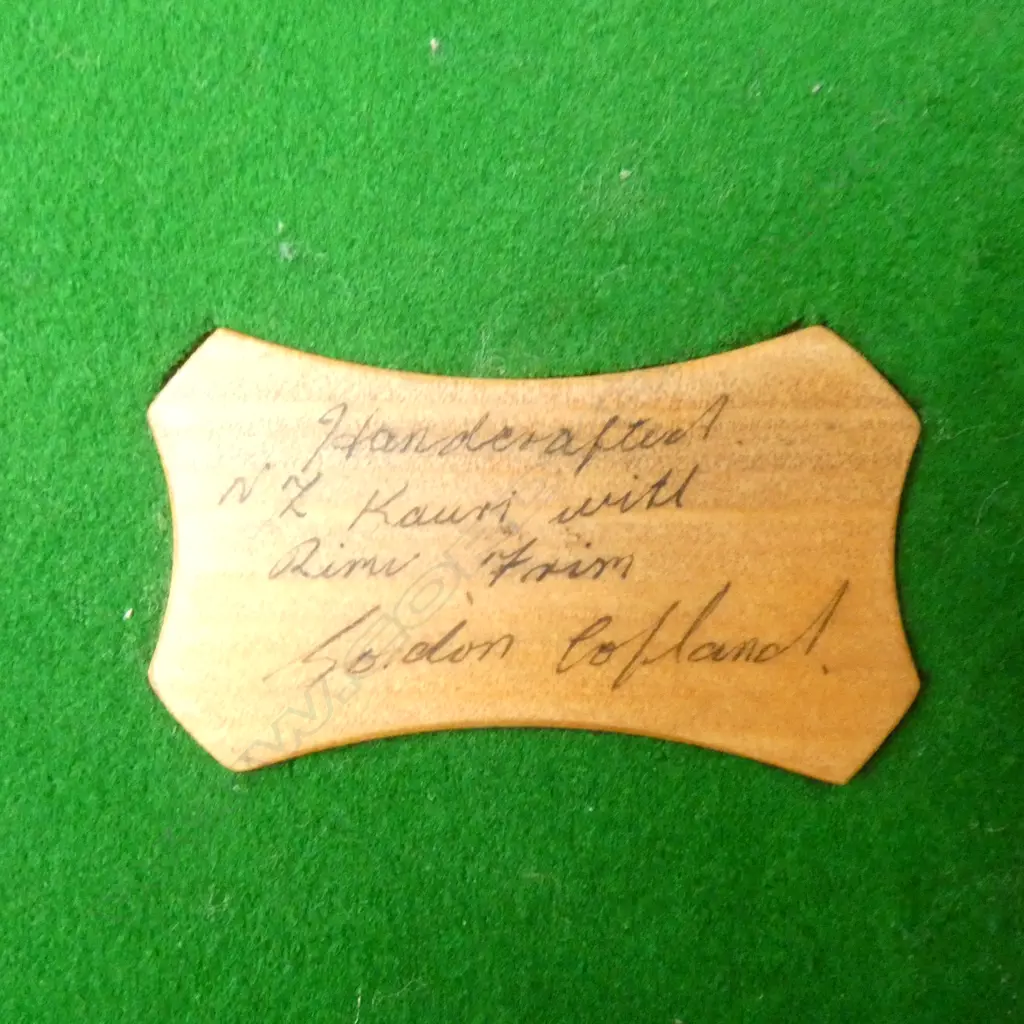 Handcrafted
NZ Kauri with
Rimu Trim
Gordon Copland